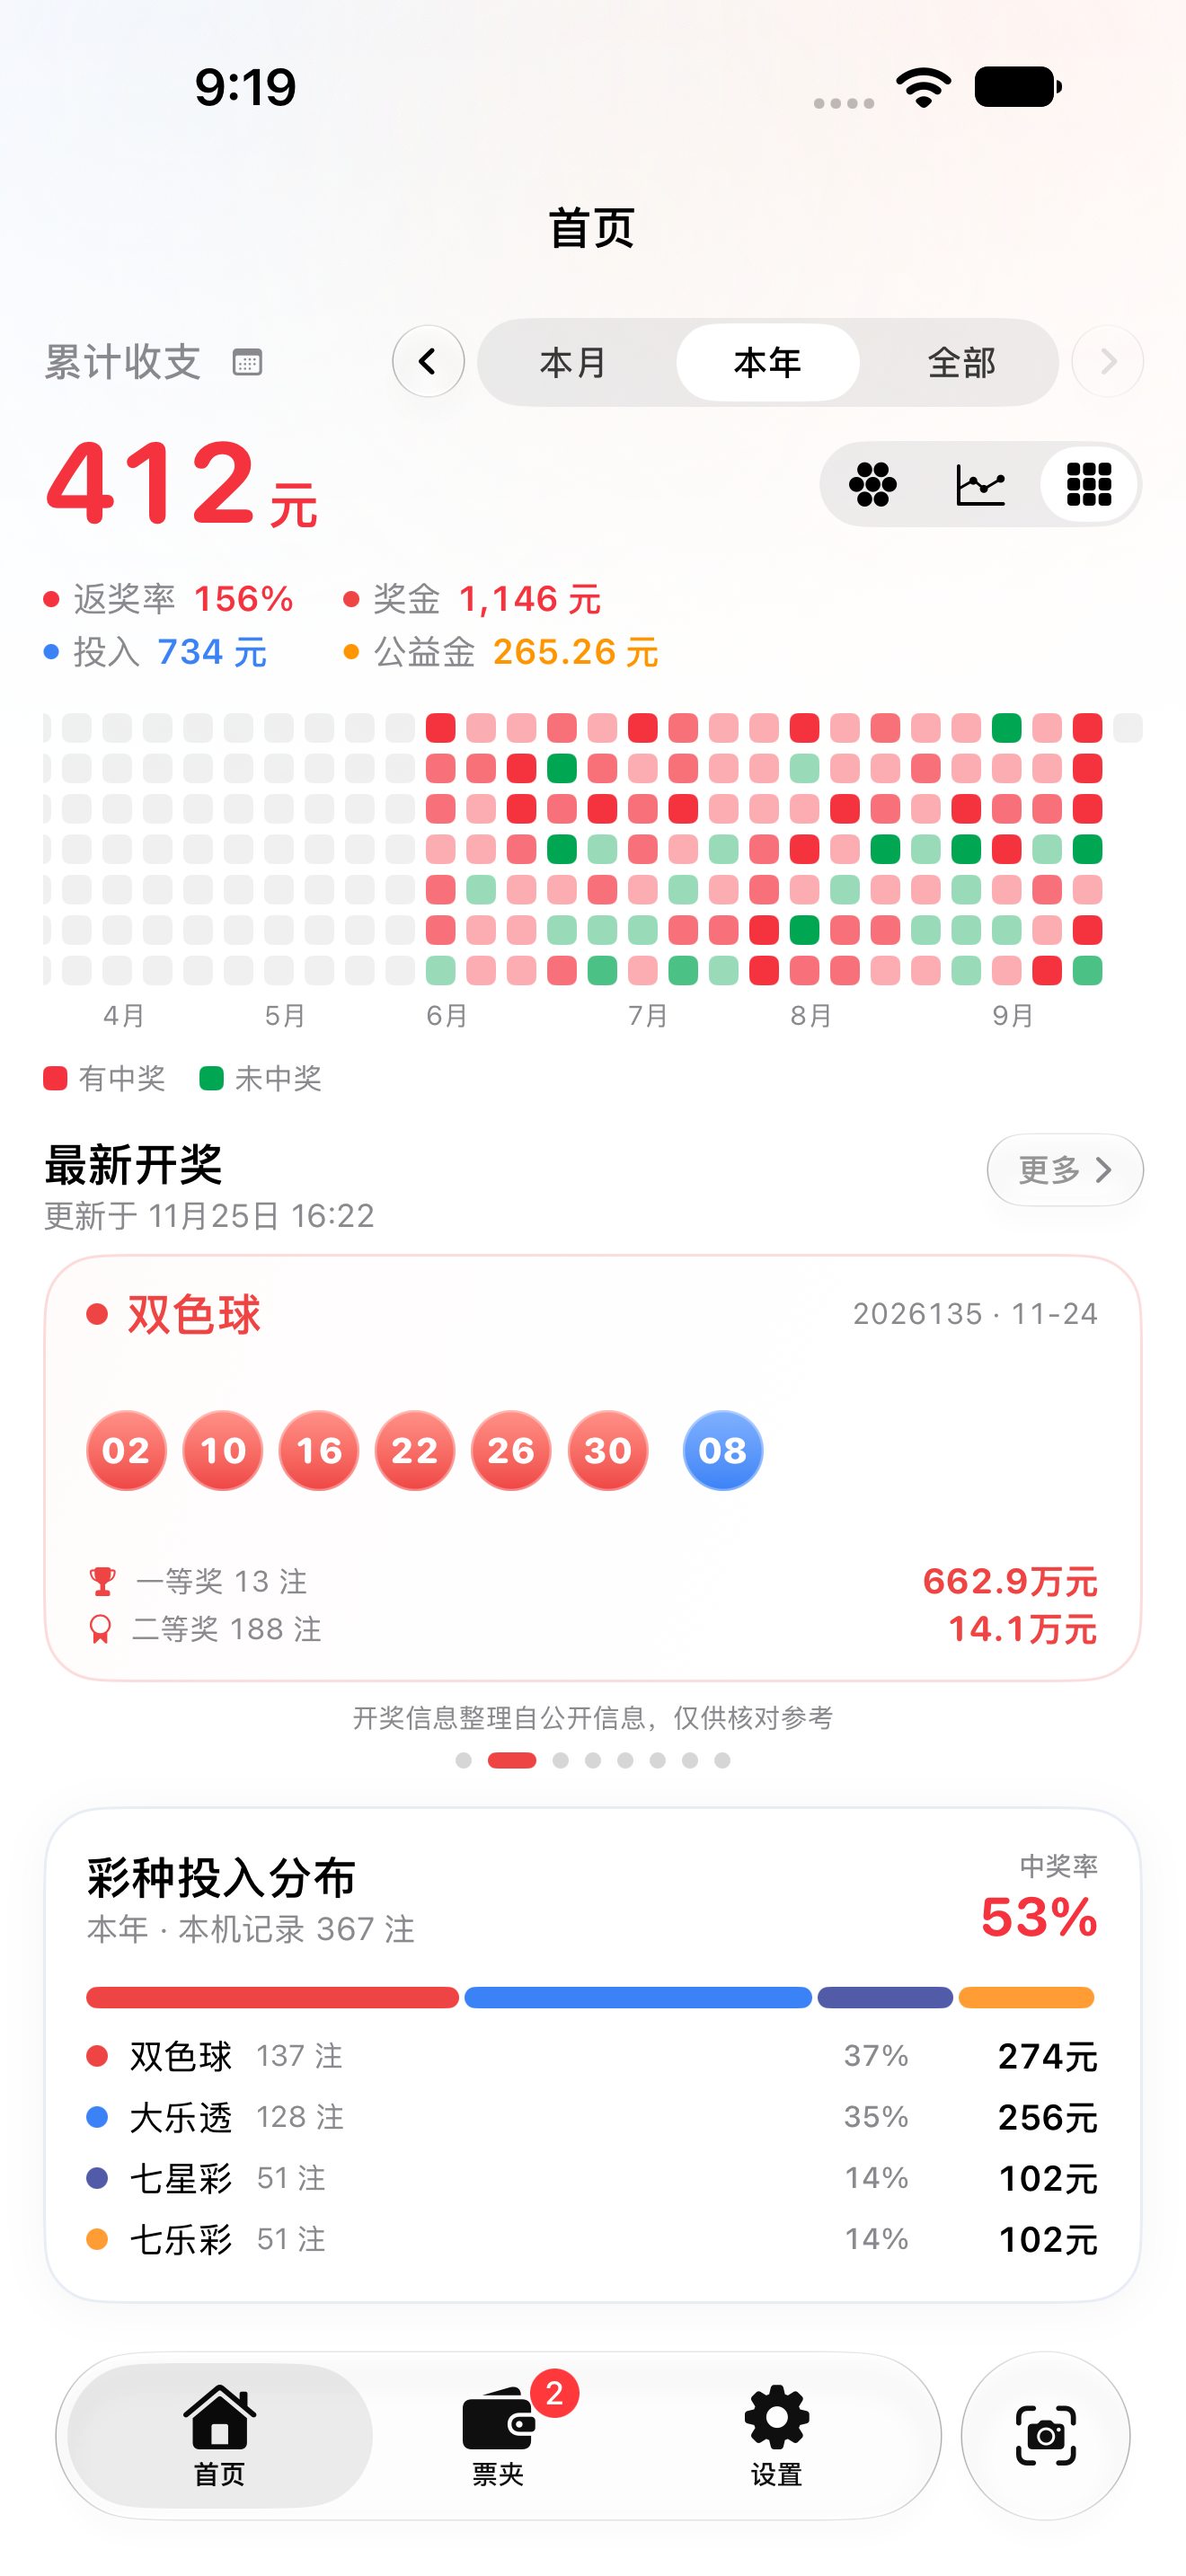 9:19
首页
累计收支
本月 本年 全部
412 元
返奖率 156% 奖金 1,146 元
投入 734 元 公益金 265.26 元
4月 5月 6月 7月 8月 9月
有中奖 未中奖
最新开奖
更多
更新于 11月25日 16:22
双色球 2026135 · 11-24
02 10 16 22 26 30 08
一等奖 13 注 662.9万元
二等奖 188 注 14.1万元
开奖信息整理自公开信息，仅供核对参考
彩种投入分布 中奖率
本年 · 本机记录 367 注 53%
双色球 137 注 37% 274元
大乐透 128 注 35% 256元
七星彩 51 注 14% 102元
七乐彩 51 注 14% 102元
2
首页 票夹 设置